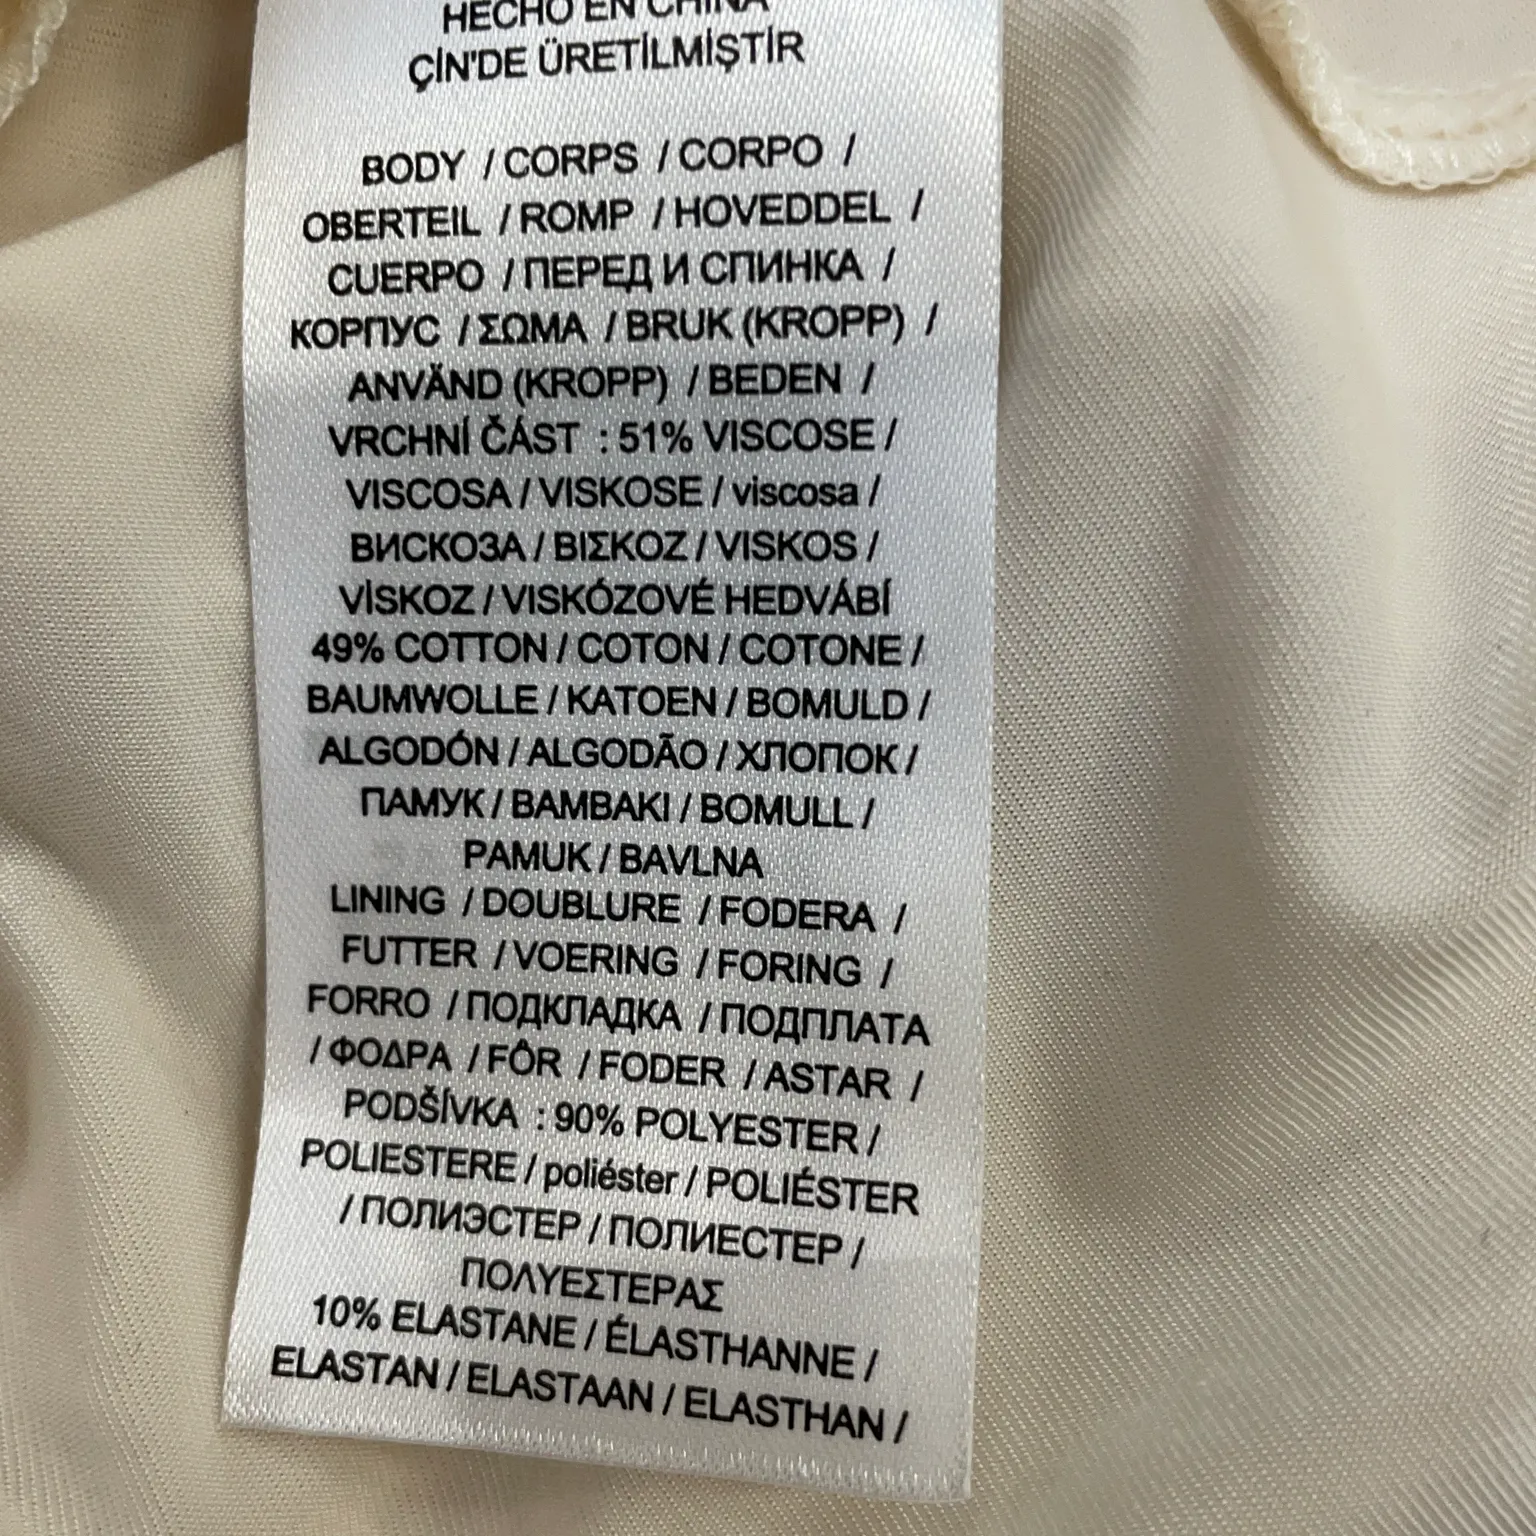 HECHO EN CHINA
ÇİN'DE ÜRETİLMİŞTİR
BODY / CORPS / CORPO /
OBERTEIL / ROMP / HOVEDDEL /
CUERPO / ПЕРЕД И СПИНКА /
КОРПУС / ΣΩΜΑ / BRUK (KROPP) /
ANVÄND (KROPP) / BEDEN /
VRCHNÍ ČÁST : 51% VISCOSE /
VISCOSA / VISKOSE / viscosa /
ВИСКОЗА / ΒΙΣΚΟΖ / VISKOS /
VİSKOZ / VISKÓZOVÉ HEDVÁBÍ
49% COTTON / COTON / COTONE /
BAUMWOLLE / KATOEN / BOMULD /
ALGODÓN / ALGODÃO / ХЛОПОК /
ПАМУК / BAMBAKI / BOMULL /
PAMUK / BAVLNA
LINING / DOUBLURE / FODERA /
FUTTER / VOERING / FORING /
FORRO / ПОДКЛАДКА / ПОДПЛАТА
/ ΦΟΔΡΑ / FÔR / FODER / ASTAR /
PODŠÍVKA : 90% POLYESTER /
POLIESTERE / poliéster / POLIÉSTER
/ ПОЛИЭСТЕР / ПОЛИЕСТЕР /
ΠΟΛΥΕΣΤΕΡΑΣ
10% ELASTANE / ÉLASTHANNE /
ELASTAN / ELASTAAN / ELASTHAN /